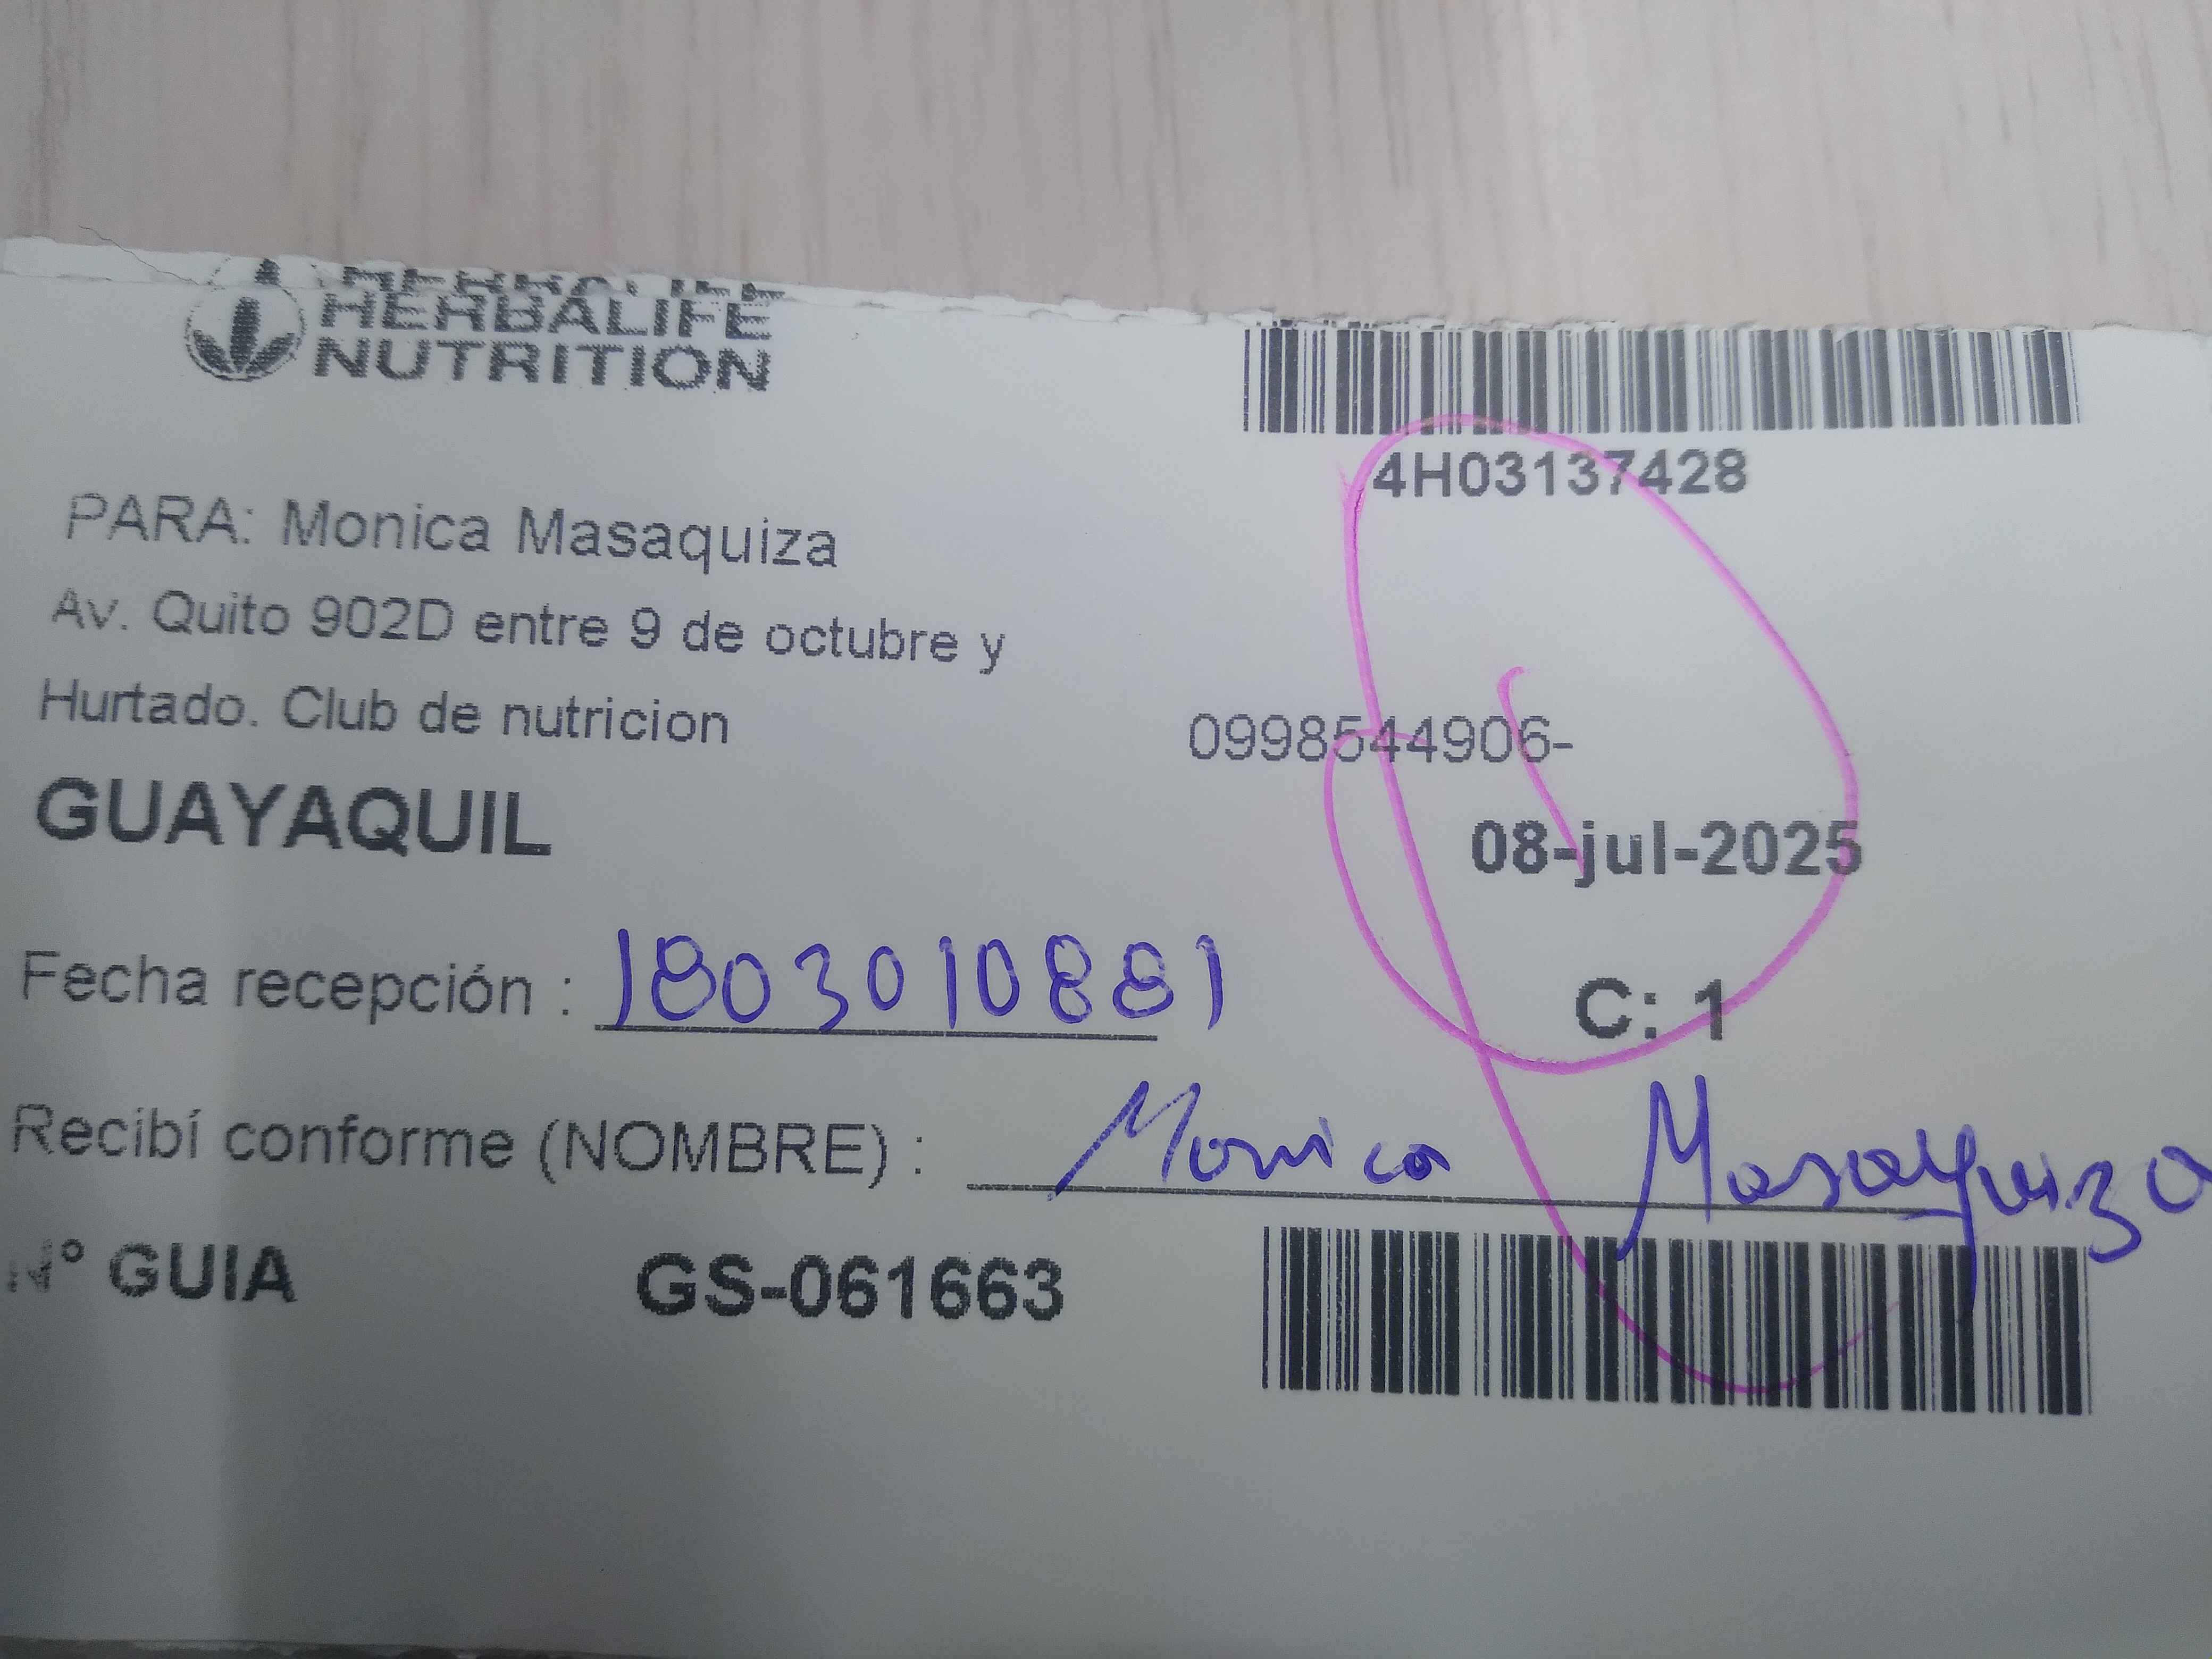 HERBALIFE
NUTRITION
4H03137428
PARA: Monica Masaquiza
Av. Quito 902D entre 9 de octubre y
Hurtado. Club de nutricion
0998544906-
GUAYAQUIL
08-jul-2025
Fecha recepción : 1803010881
C: 1
Recibí conforme (NOMBRE) : Monica Masaquiza
N° GUIA GS-061663